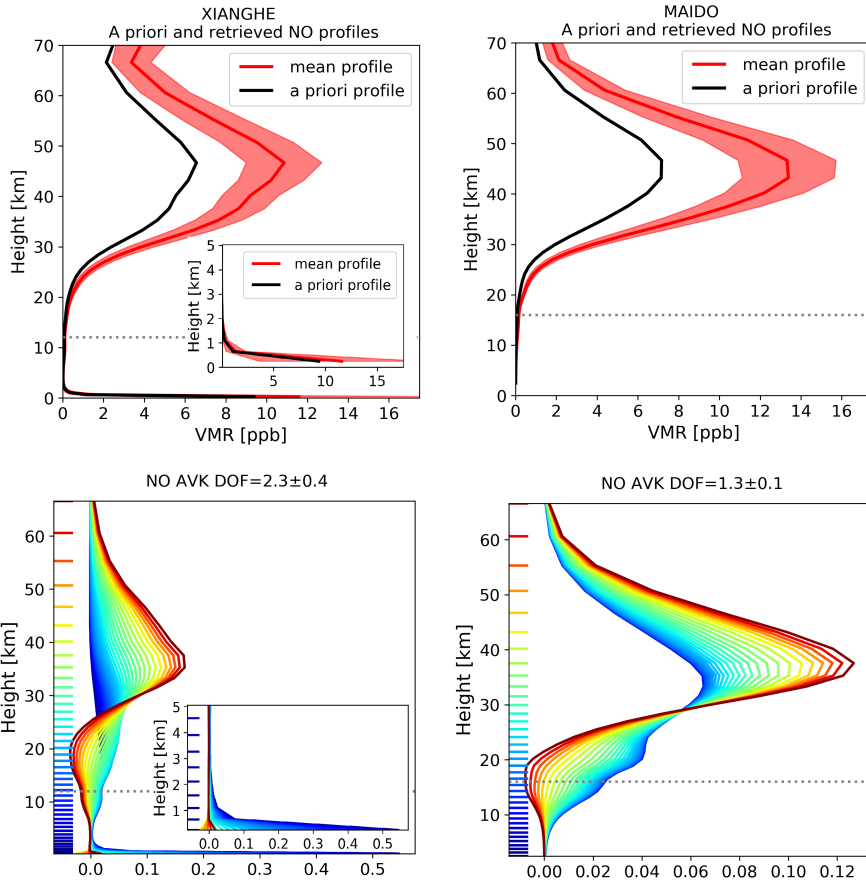 XIANGHE
A priori and retrieved NO profiles
70
60
50
40
30
20
10
0
Height [km]
mean profile
a priori profile
5
4
3
2
1
0
Height [km]
mean profile
a priori profile
5 10 15
0 2 4 6 8 10 12 14 16
VMR [ppb]
MAIDO
A priori and retrieved NO profiles
70
60
50
40
30
20
10
0
Height [km]
mean profile
a priori profile
0 2 4 6 8 10 12 14 16
VMR [ppb]
NO AVK DOF=2.3±0.4
60
50
40
30
20
10
Height [km]
5
4
3
2
1
Height [km]
0.0 0.1 0.2 0.3 0.4 0.5
0.0 0.1 0.2 0.3 0.4 0.5
NO AVK DOF=1.3±0.1
60
50
40
30
20
10
Height [km]
0.00 0.02 0.04 0.06 0.08 0.10 0.12